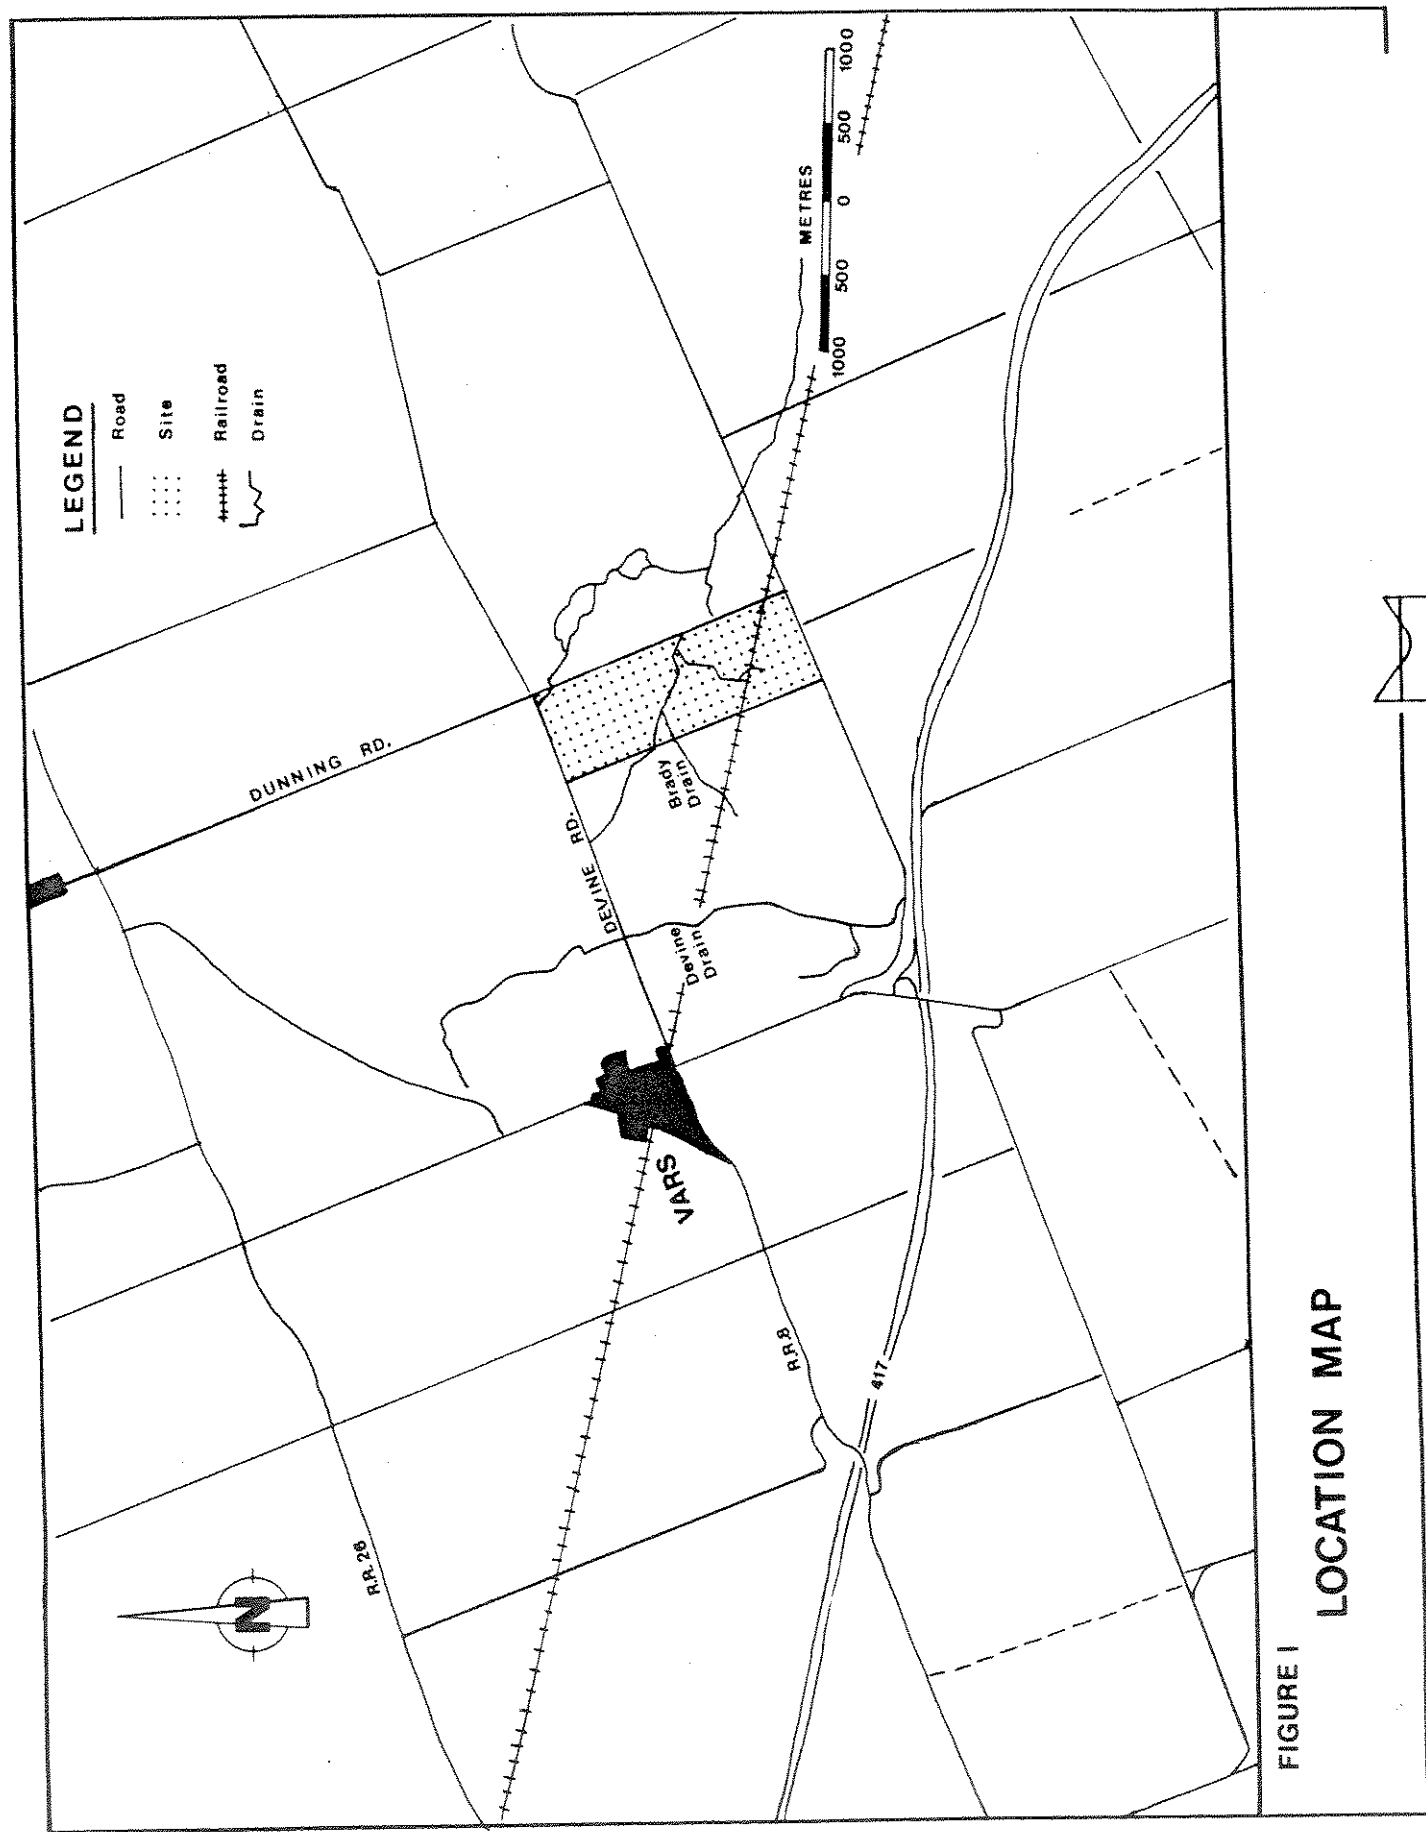 LEGEND
Road
Site
Railroad
Drain
N
R.R. 26
DUNNING RD.
DEVINE RD.
Brady
Drain
Devine
Drain
VARS
R.R.8
417
METRES
1000 500 0 500 1000
FIGURE 1
LOCATION MAP